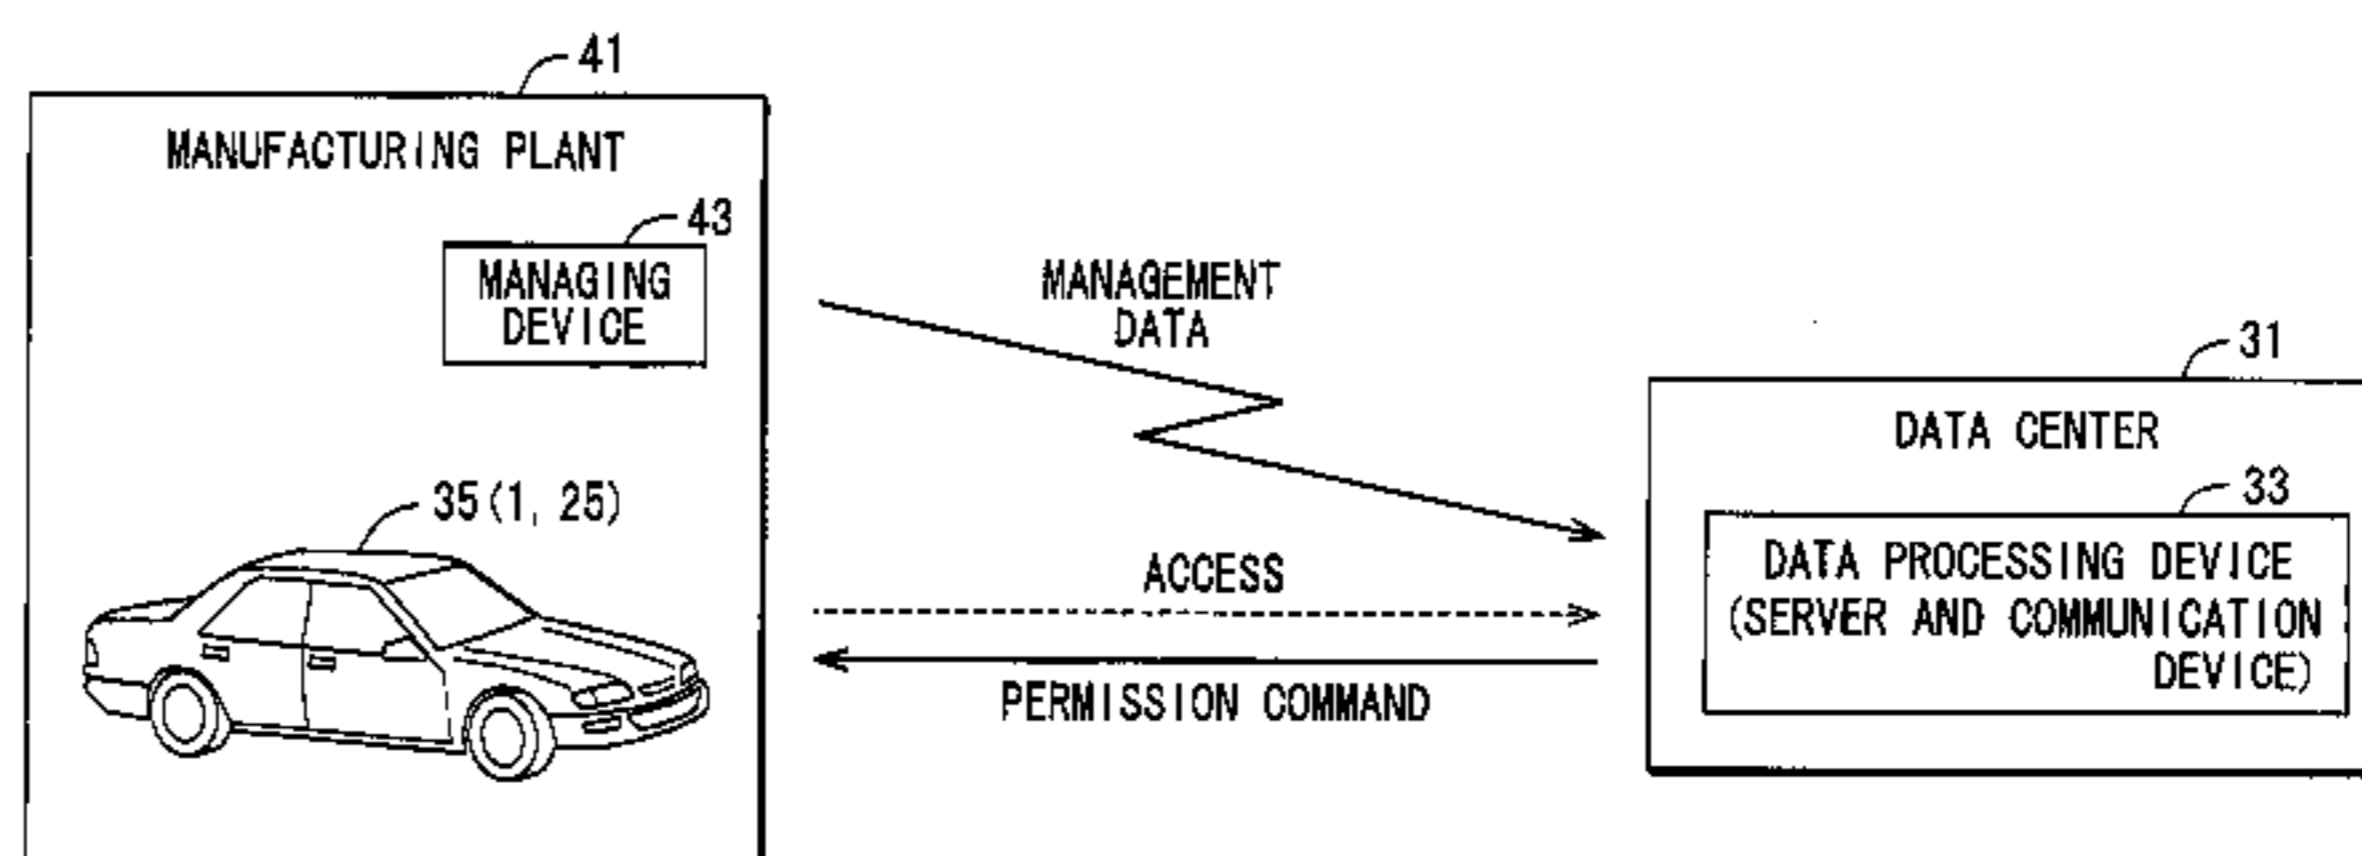 41
MANUFACTURING PLANT
43
MANAGING
DEVICE
MANAGEMENT
DATA
31
DATA CENTER
35(1, 25)
33
ACCESS
DATA PROCESSING DEVICE
(SERVER AND COMMUNICATION
DEVICE)
PERMISSION COMMAND